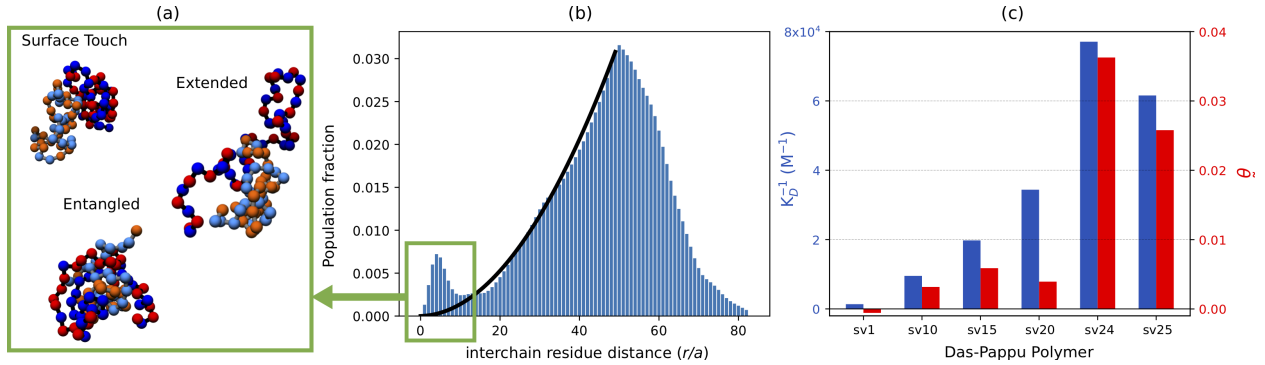 (a)
Surface Touch
Extended
Entangled
(b)
Population fraction
0.030
0.025
0.020
0.015
0.010
0.005
0.000
0
20
40
60
80
interchain residue distance (r/a)
(c)
8x10⁴
6
4
2
0
K_D⁻¹ (M⁻¹)
0.04
0.03
0.02
0.01
0.00
θ̰
sv1
sv10
sv15
sv20
sv24
sv25
Das-Pappu Polymer